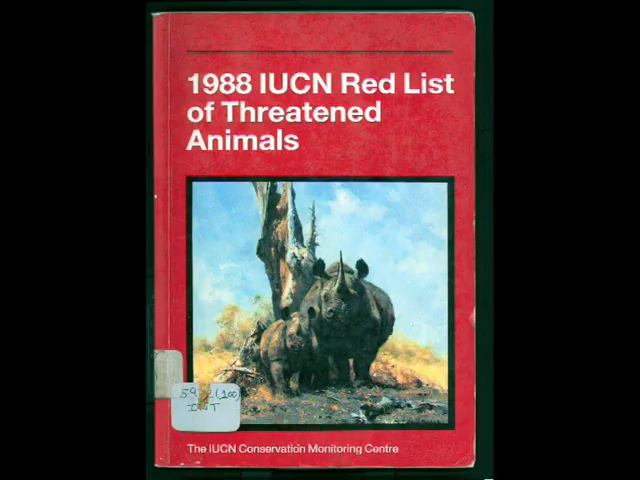 1988 IUCN Red List
of Threatened
Animals
The IUCN Conservation Monitoring Centre